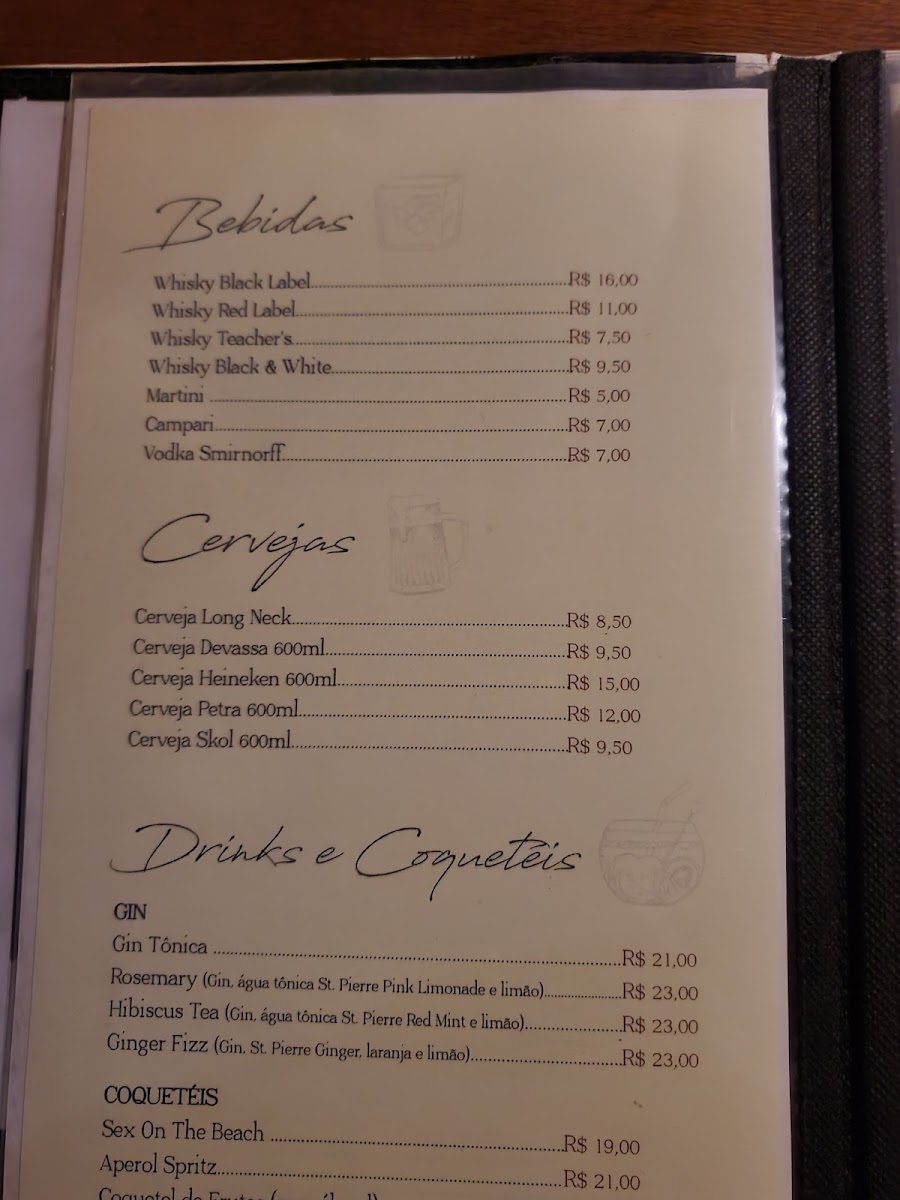 Bebidas
Whisky Black Label R$ 16,00
Whisky Red Label R$ 11,00
Whisky Teacher's R$ 7,50
Whisky Black & White R$ 9,50
Martini R$ 5,00
Campari R$ 7,00
Vodka Smirnorff R$ 7,00
Cervejas
Cerveja Long Neck R$ 8,50
Cerveja Devassa 600ml R$ 9,50
Cerveja Heineken 600ml R$ 15,00
Cerveja Petra 600ml R$ 12,00
Cerveja Skol 600ml R$ 9,50
Drinks e Coquetéis
GIN
Gin Tônica R$ 21,00
Rosemary (Gin, água tônica St. Pierre Pink Limonade e limão) R$ 23,00
Hibiscus Tea (Gin, água tônica St. Pierre Red Mint e limão) R$ 23,00
Ginger Fizz (Gin, St. Pierre Ginger, laranja e limão) R$ 23,00
COQUETÉIS
Sex On The Beach R$ 19,00
Aperol Spritz R$ 21,00
Coquetel de Frutas